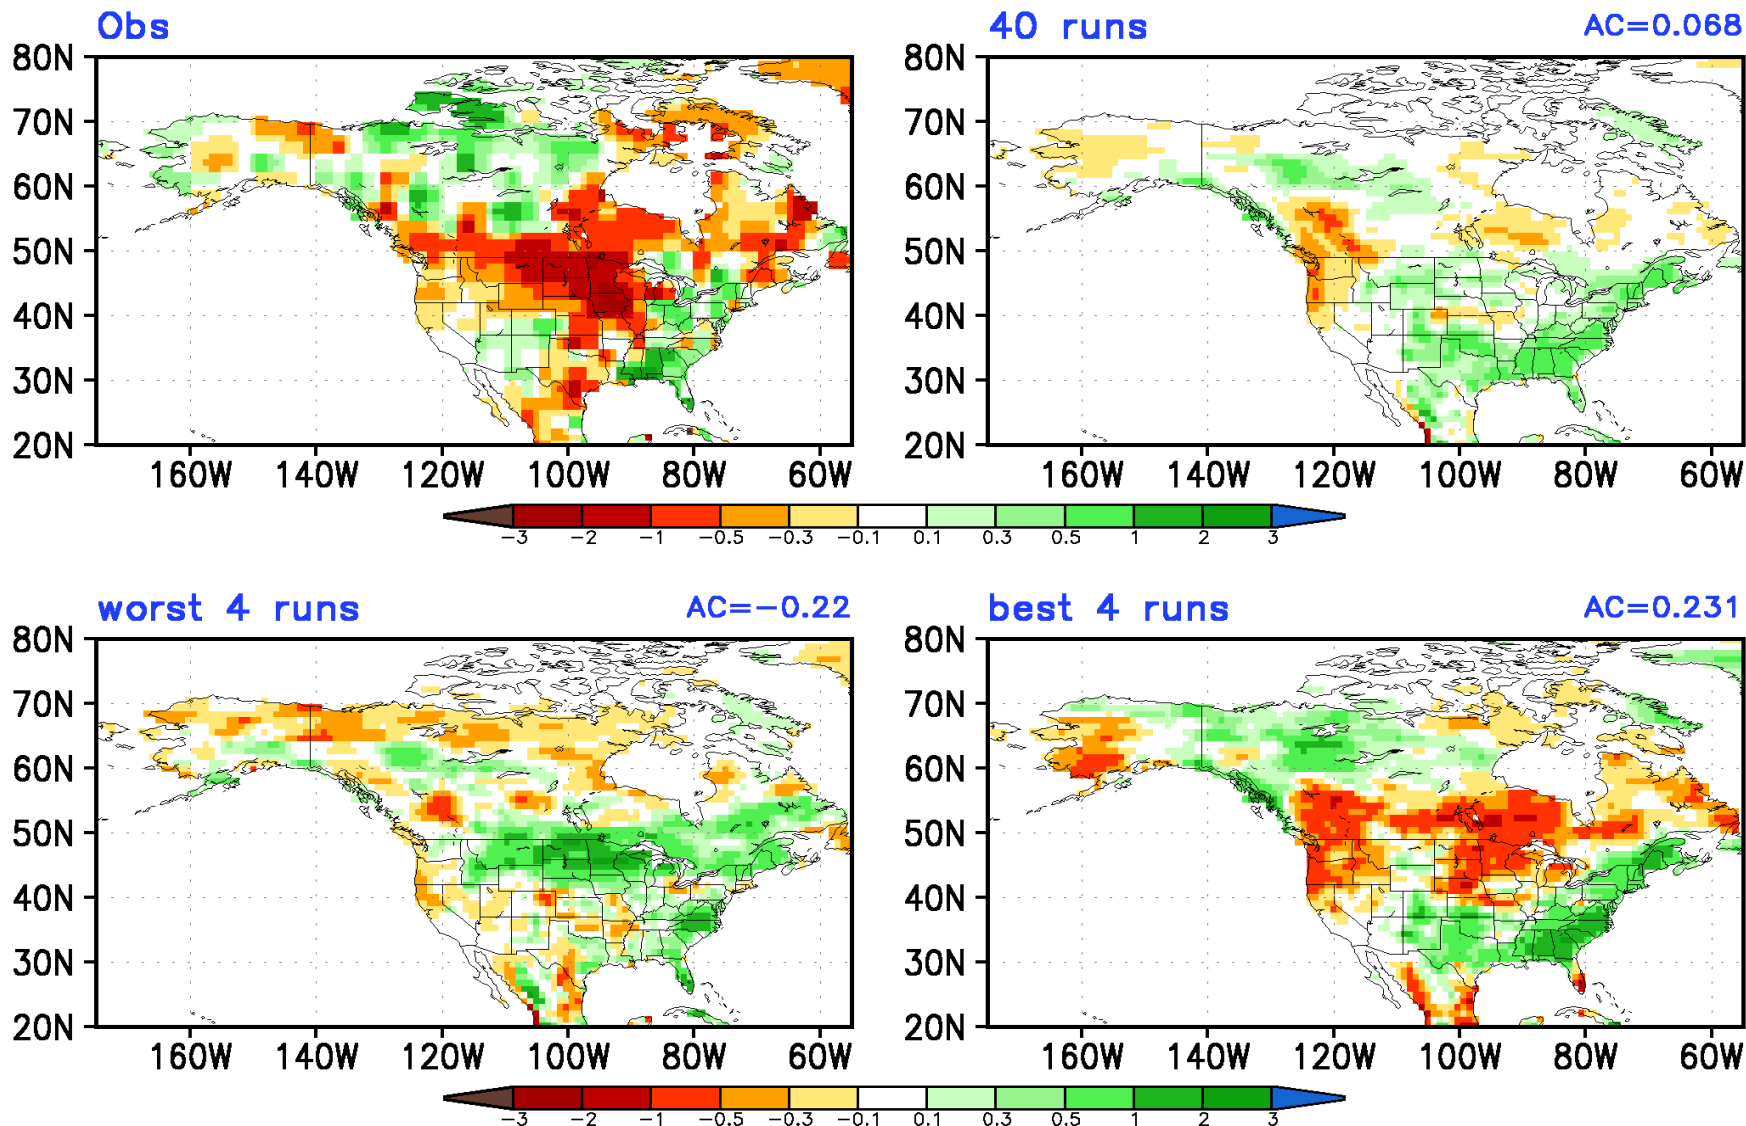 Obs
40 runs AC=0.068
80N 80N
70N 70N
60N 60N
50N 50N
40N 40N
30N 30N
20N 20N
160W 140W 120W 100W 80W 60W 160W 140W 120W 100W 80W 60W
-3 -2 -1 -0.5 -0.3 -0.1 0.1 0.3 0.5 1 2 3
worst 4 runs AC=-0.22 best 4 runs AC=0.231
80N 80N
70N 70N
60N 60N
50N 50N
40N 40N
30N 30N
20N 20N
160W 140W 120W 100W 80W 60W 160W 140W 120W 100W 80W 60W
-3 -2 -1 -0.5 -0.3 -0.1 0.1 0.3 0.5 1 2 3